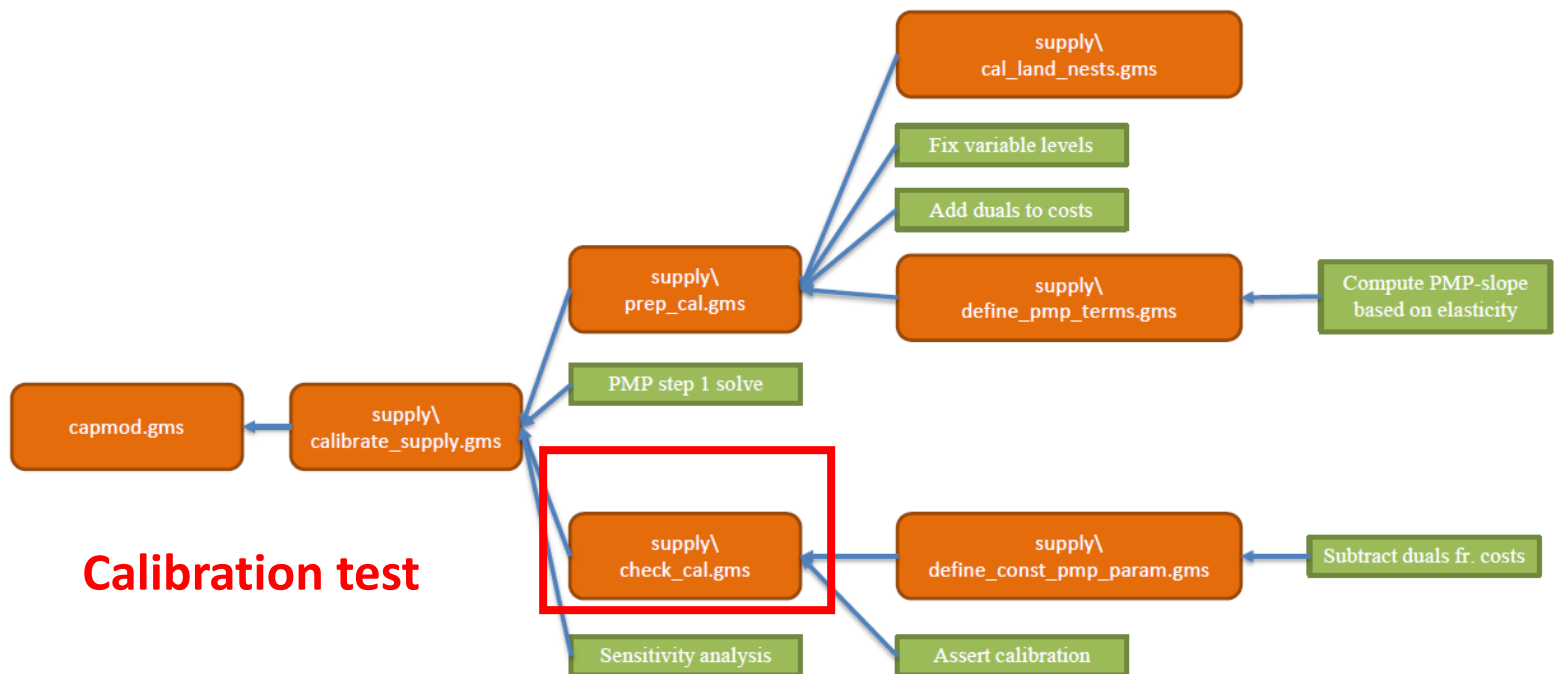 supply\
cal_land_nests.gms
Fix variable levels
Add duals to costs
supply\
prep_cal.gms
supply\
define_pmp_terms.gms
Compute PMP-slope
based on elasticity
PMP step 1 solve
capmod.gms
supply\
calibrate_supply.gms
Calibration test
supply\
check_cal.gms
supply\
define_const_pmp_param.gms
Subtract duals fr. costs
Sensitivity analysis
Assert calibration